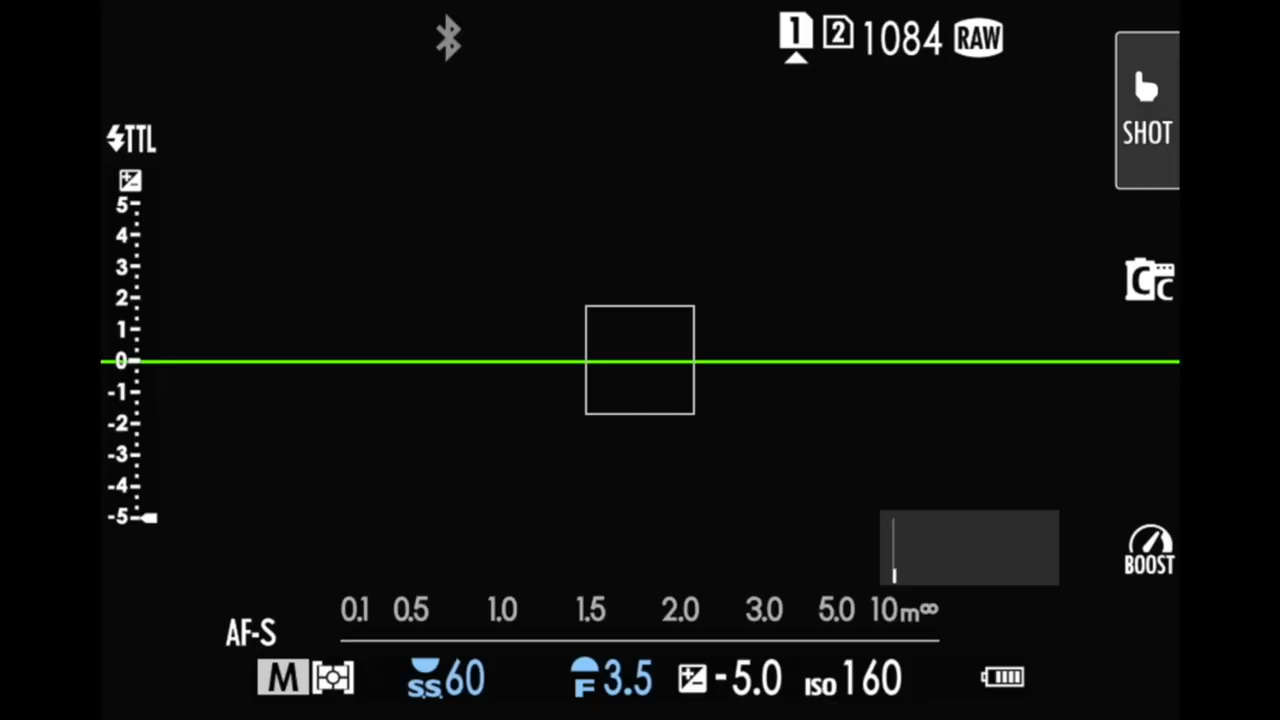 1 2 1084 RAW
SHOT
TTL
5
4
3
2
1
0
-1
-2
-3
-4
-5
C C
BOOST
0.1 0.5 1.0 1.5 2.0 3.0 5.0 10m∞
AF-S
M S.S. 60 F 3.5 -5.0 ISO 160